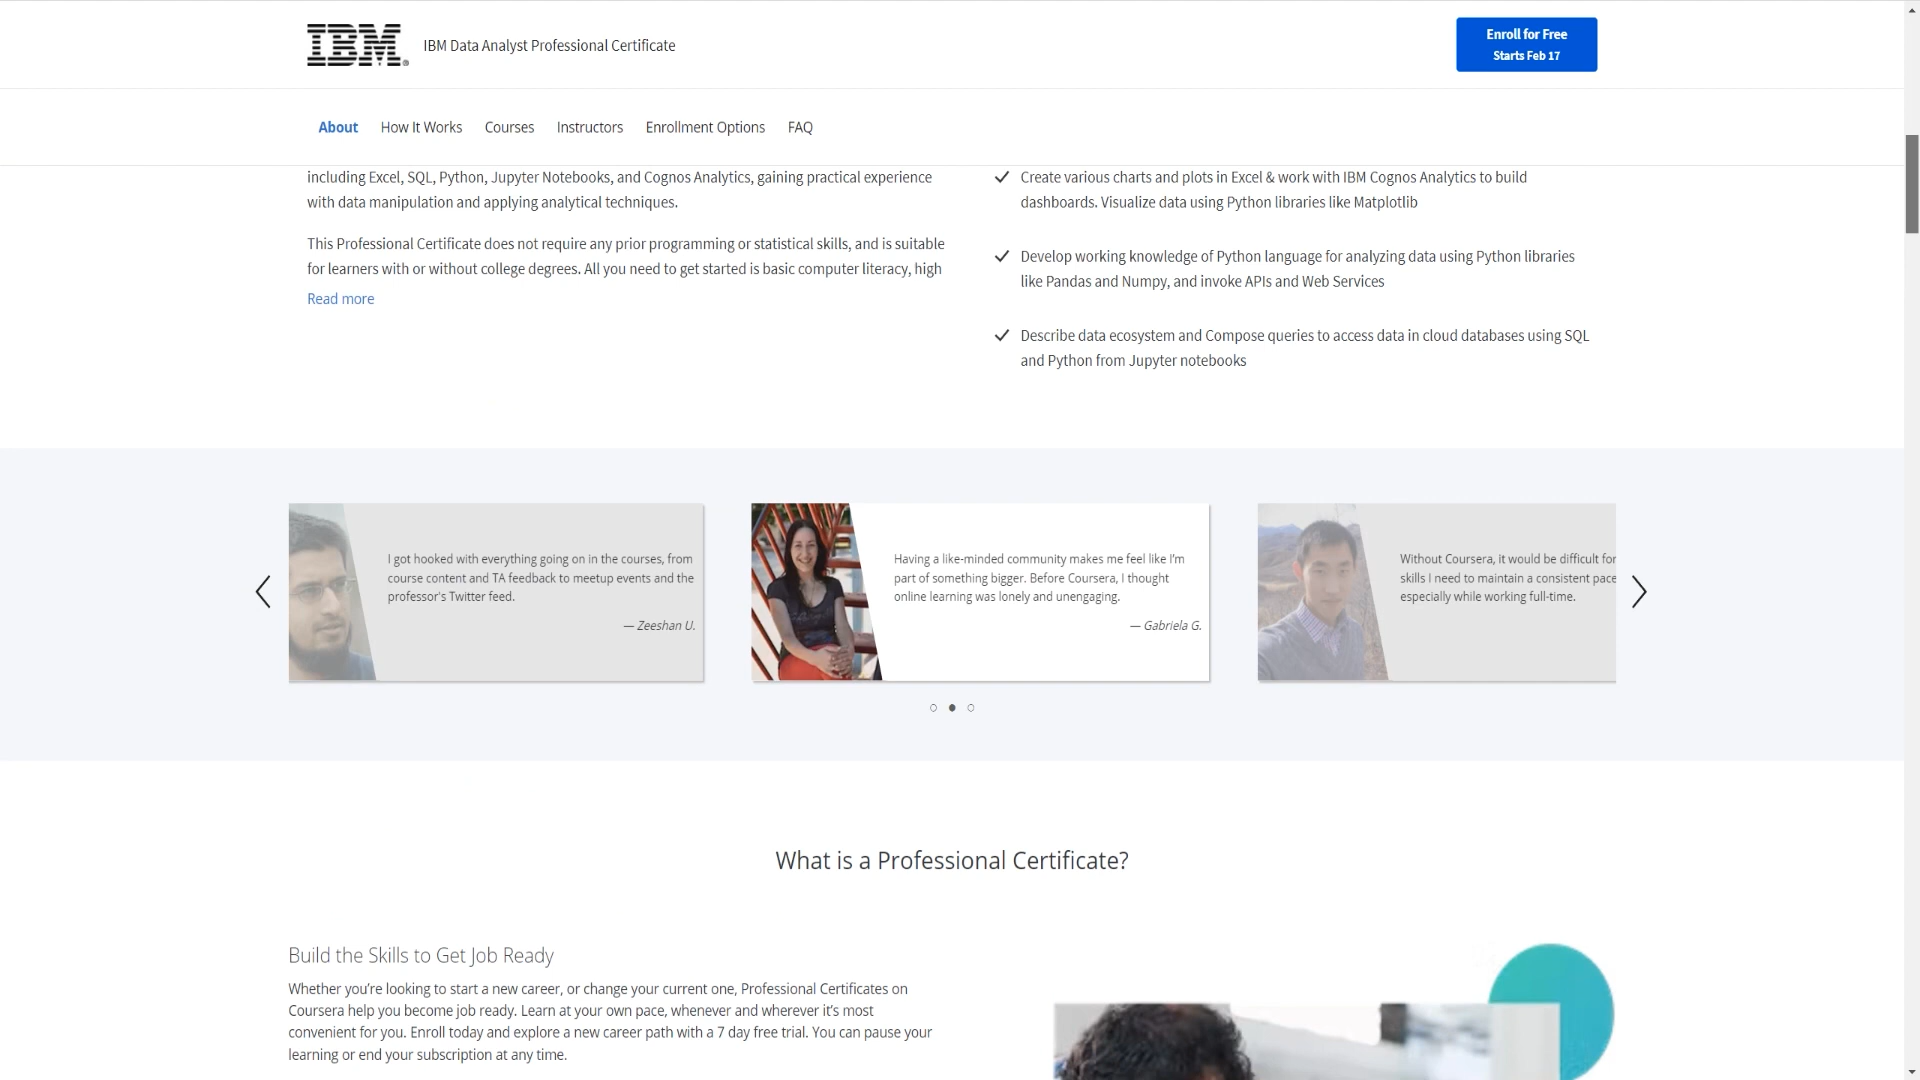 IBM
IBM Data Analyst Professional Certificate
Enroll for Free
Starts Feb 17
About How It Works Courses Instructors Enrollment Options FAQ
including Excel, SQL, Python, Jupyter Notebooks, and Cognos Analytics, gaining practical experience
with data manipulation and applying analytical techniques.
This Professional Certificate does not require any prior programming or statistical skills, and is suitable
for learners with or without college degrees. All you need to get started is basic computer literacy, high
Read more
Create various charts and plots in Excel & work with IBM Cognos Analytics to build
dashboards. Visualize data using Python libraries like Matplotlib
Develop working knowledge of Python language for analyzing data using Python libraries
like Pandas and Numpy, and invoke APIs and Web Services
Describe data ecosystem and Compose queries to access data in cloud databases using SQL
and Python from Jupyter notebooks
I got hooked with everything going on in the courses, from
course content and TA feedback to meetup events and the
professor's Twitter feed.
— Zeeshan U.
Having a like-minded community makes me feel like I'm
part of something bigger. Before Coursera, I thought
online learning was lonely and unengaging.
— Gabriela G.
Without Coursera, it would be difficult for
skills I need to maintain a consistent pace
especially while working full-time.
What is a Professional Certificate?
Build the Skills to Get Job Ready
Whether you’re looking to start a new career, or change your current one, Professional Certificates on
Coursera help you become job ready. Learn at your own pace, whenever and wherever it’s most
convenient for you. Enroll today and explore a new career path with a 7 day free trial. You can pause your
learning or end your subscription at any time.